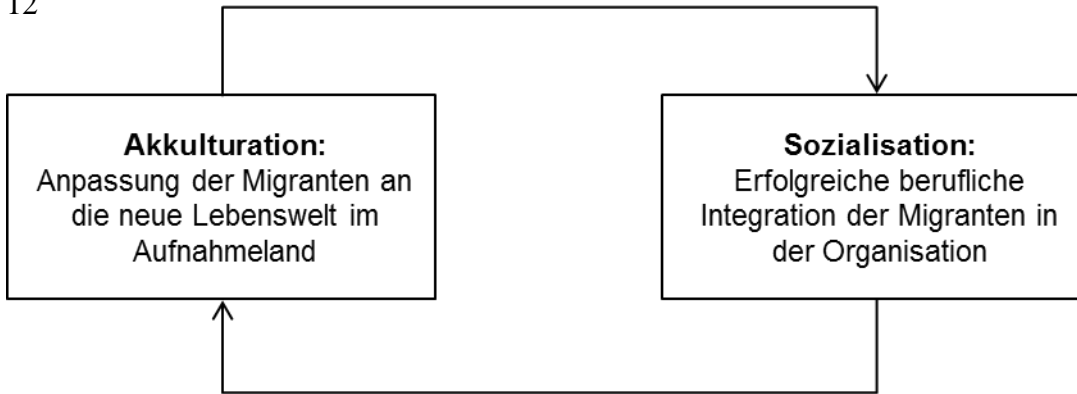 12
Akkulturation:
Anpassung der Migranten an
die neue Lebenswelt im
Aufnahmeland
Sozialisation:
Erfolgreiche berufliche
Integration der Migranten in
der Organisation